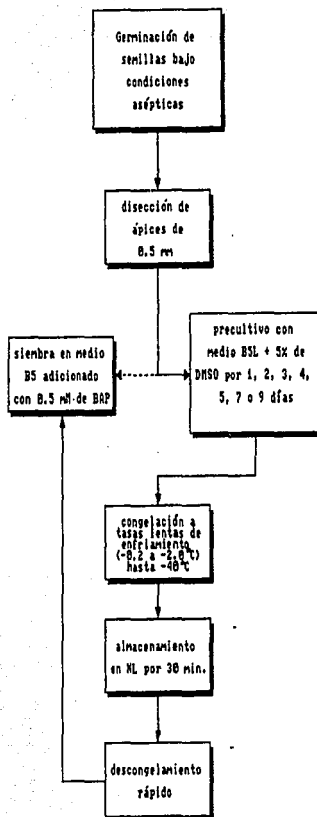 Germinación de
semillas bajo
condiciones
asépticas
disección de
ápices de
0.5 mm
siembra en medio
B5 adicionado
con 0.5 mM·de BAP
precultivo con
medio B5L + 5% de
DMSO por 1, 2, 3, 4,
5, 7 o 9 días
congelación a
tasas lentas de
enfriamiento
(-0.2 a -2.0°C)
hasta -40°C
almacenamiento
en NL por 30 min.
descongelamiento
rápido